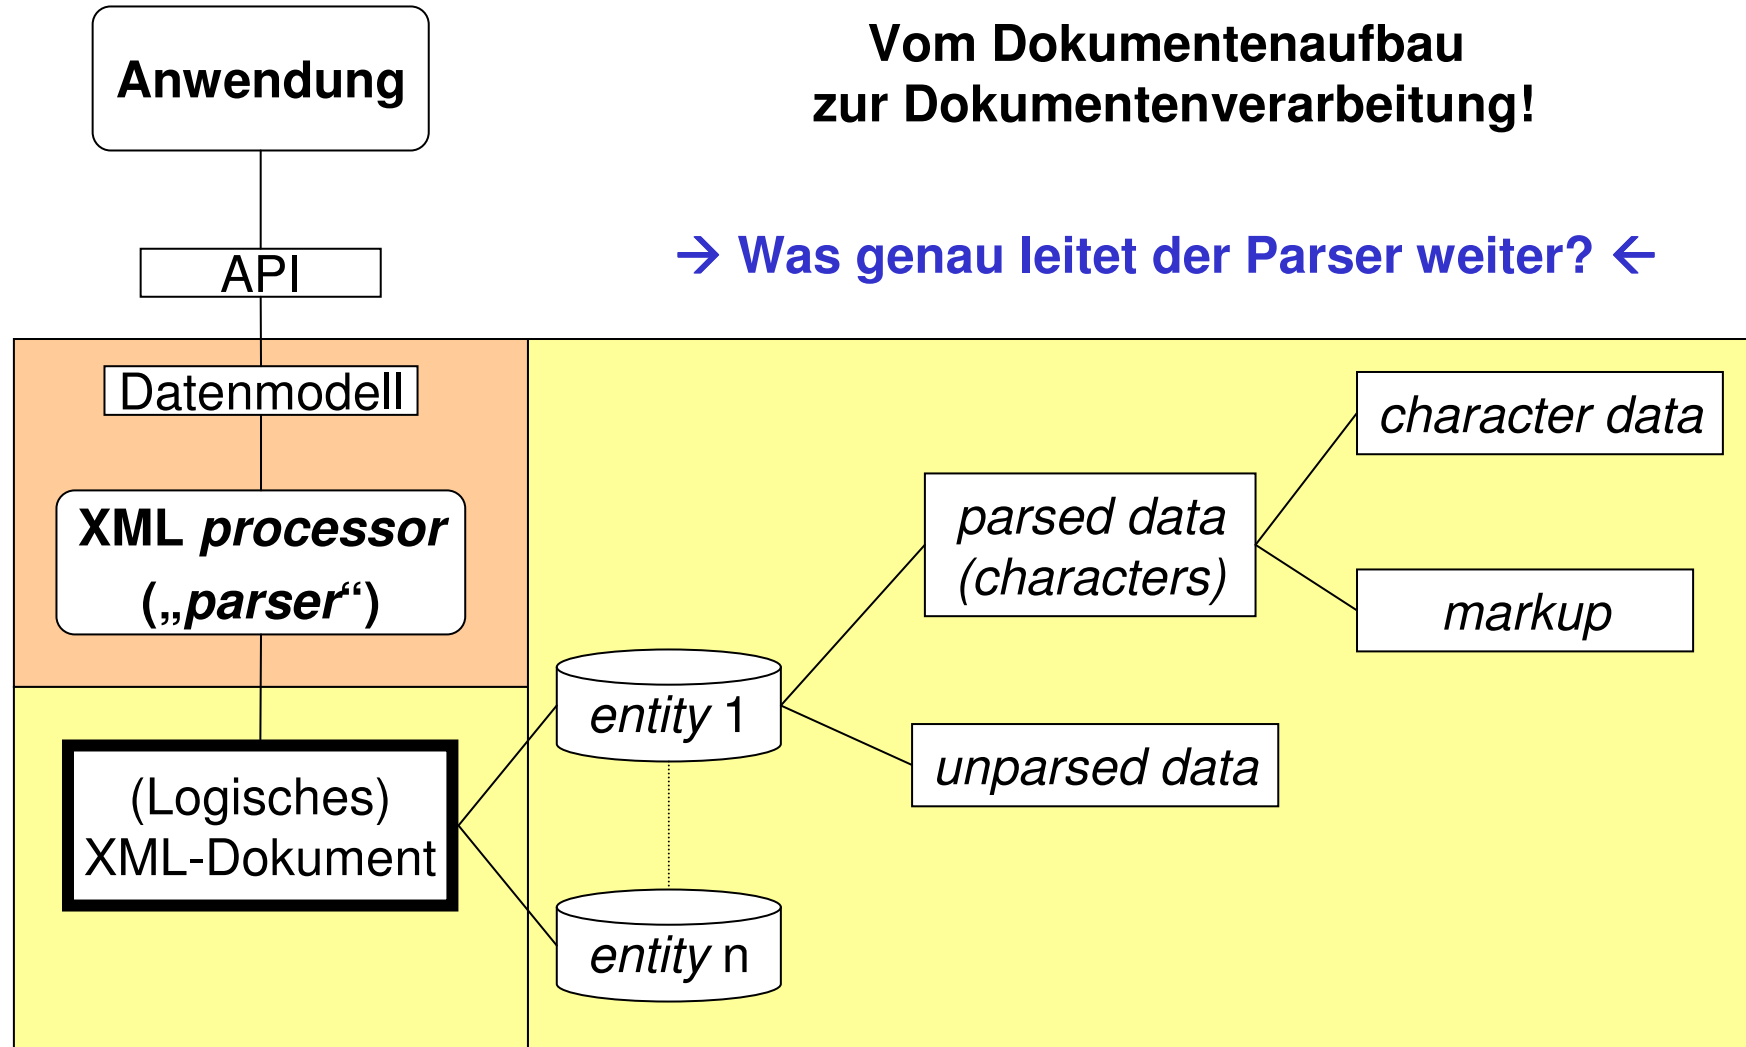 Vom Dokumentenaufbau
zur Dokumentenverarbeitung!
→ Was genau leitet der Parser weiter? ←
Anwendung
API
Datenmodell
XML processor
(„parser“)
(Logisches)
XML-Dokument
entity 1
entity n
parsed data
(characters)
unparsed data
character data
markup